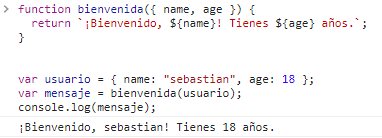 > function bienvenida({ name, age }) {
return `¡Bienvenido, ${name}! Tienes ${age} años.`;
}
var usuario = { name: "sebastian", age: 18 };
var mensaje = bienvenida(usuario);
console.log(mensaje);
¡Bienvenido, sebastian! Tienes 18 años.